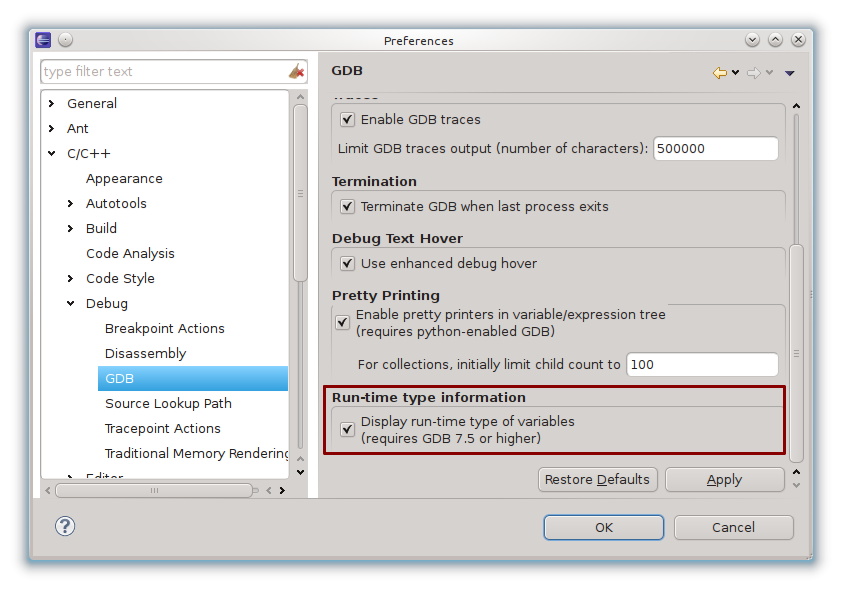 Preferences
type filter text
General
Ant
C/C++
Appearance
Autotools
Build
Code Analysis
Code Style
Debug
Breakpoint Actions
Disassembly
GDB
Source Lookup Path
Tracepoint Actions
Traditional Memory Rendering
Editor
GDB
Traces
Enable GDB traces
Limit GDB traces output (number of characters): 500000
Termination
Terminate GDB when last process exits
Debug Text Hover
Use enhanced debug hover
Pretty Printing
Enable pretty printers in variable/expression tree
(requires python-enabled GDB)
For collections, initially limit child count to 100
Run-time type information
Display run-time type of variables
(requires GDB 7.5 or higher)
Restore Defaults
Apply
?
OK
Cancel